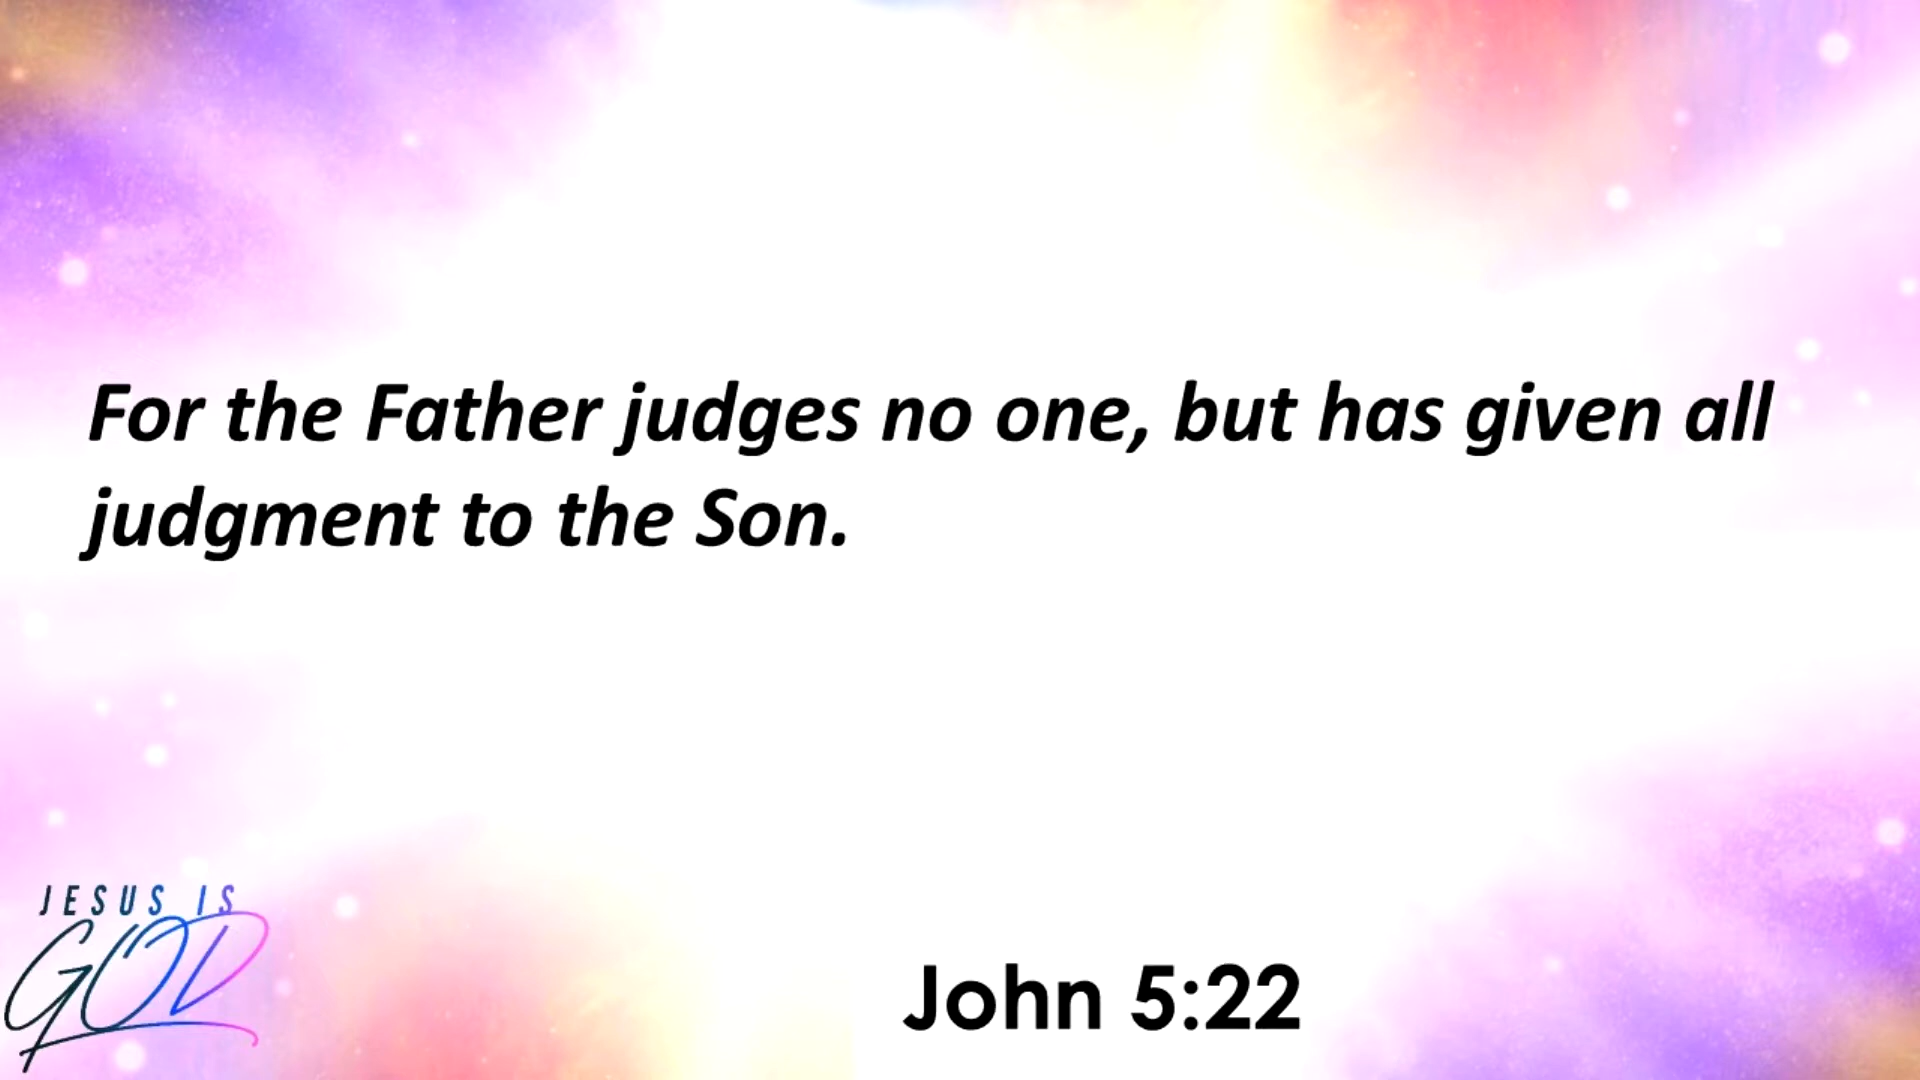 For the Father judges no one, but has given all
judgment to the Son.
JESUS IS
GOD
John 5:22